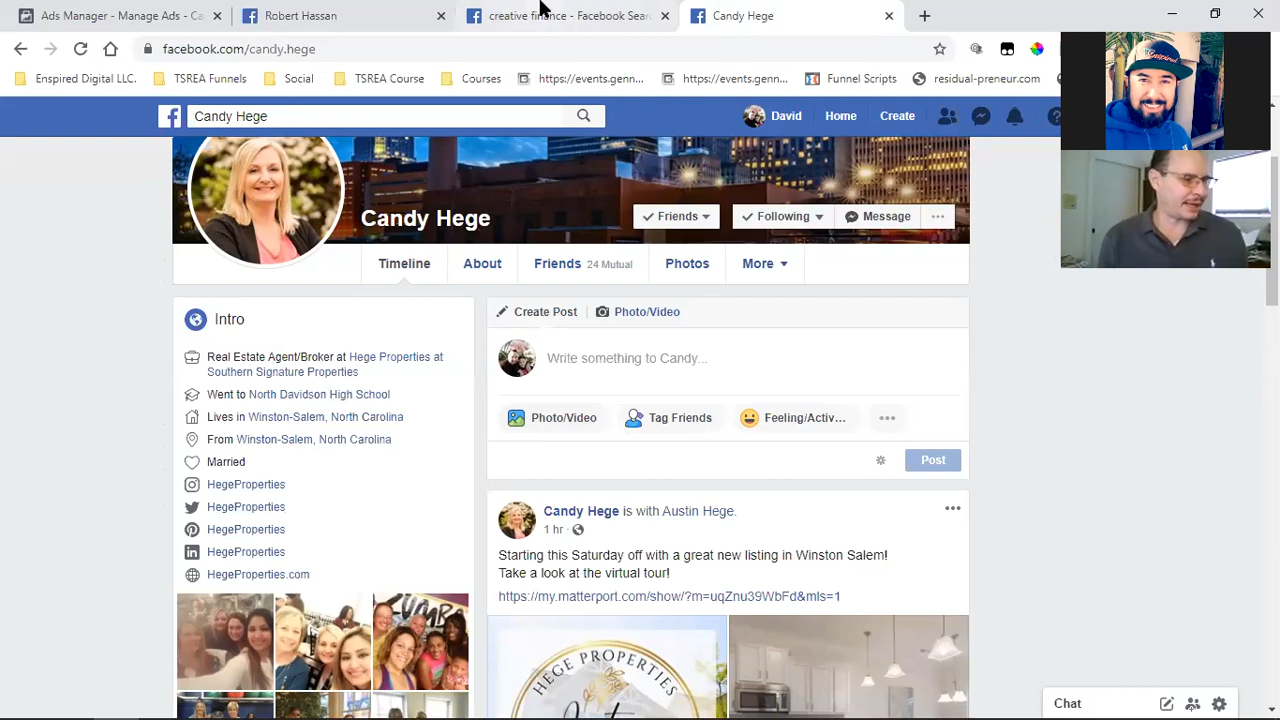 Ads Manager - Manage Ads - Ca
Robert Hassan
creative finance - Facebook Sear
Candy Hege
facebook.com/candy.hege
Enspired Digital LLC.
TSREA Funnels
Social
TSREA Course
Courses
https://events.genn...
https://events.genn...
Funnel Scripts
residual-preneur.com
Candy Hege
David
Home
Create
Candy Hege
Friends
Following
Message
Timeline
About
Friends 24 Mutual
Photos
More
Intro
Real Estate Agent/Broker at Hege Properties at
Southern Signature Properties
Went to North Davidson High School
Lives in Winston-Salem, North Carolina
From Winston-Salem, North Carolina
Married
HegeProperties
HegeProperties
HegeProperties
HegeProperties
HegeProperties.com
Create Post
Photo/Video
Write something to Candy...
Photo/Video
Tag Friends
Feeling/Activ...
Post
Candy Hege is with Austin Hege.
1 hr ·
Starting this Saturday off with a great new listing in Winston Salem!
Take a look at the virtual tour!
https://my.matterport.com/show/?m=uqZnu39WbFd&mls=1
HEGE PROPERTIES
Chat